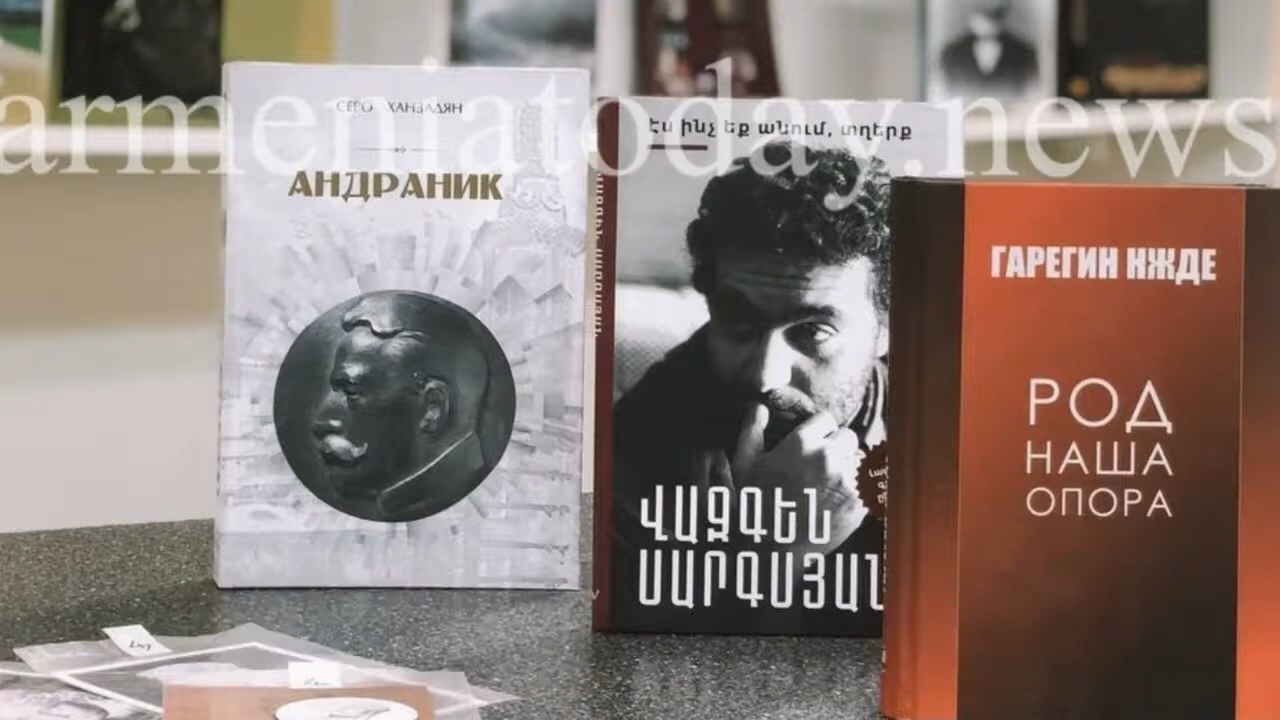 armeniatoday.news
СЕРО ХАНЗАДЯН
АНДРАНИК
Էս ինչ եք անում, տղերք
ՎԱԶԳԵՆ
ՍԱՐԳՍՅԱՆ
ГАРЕГИН НЖДЕ
РОД
НАША
ОПОРА